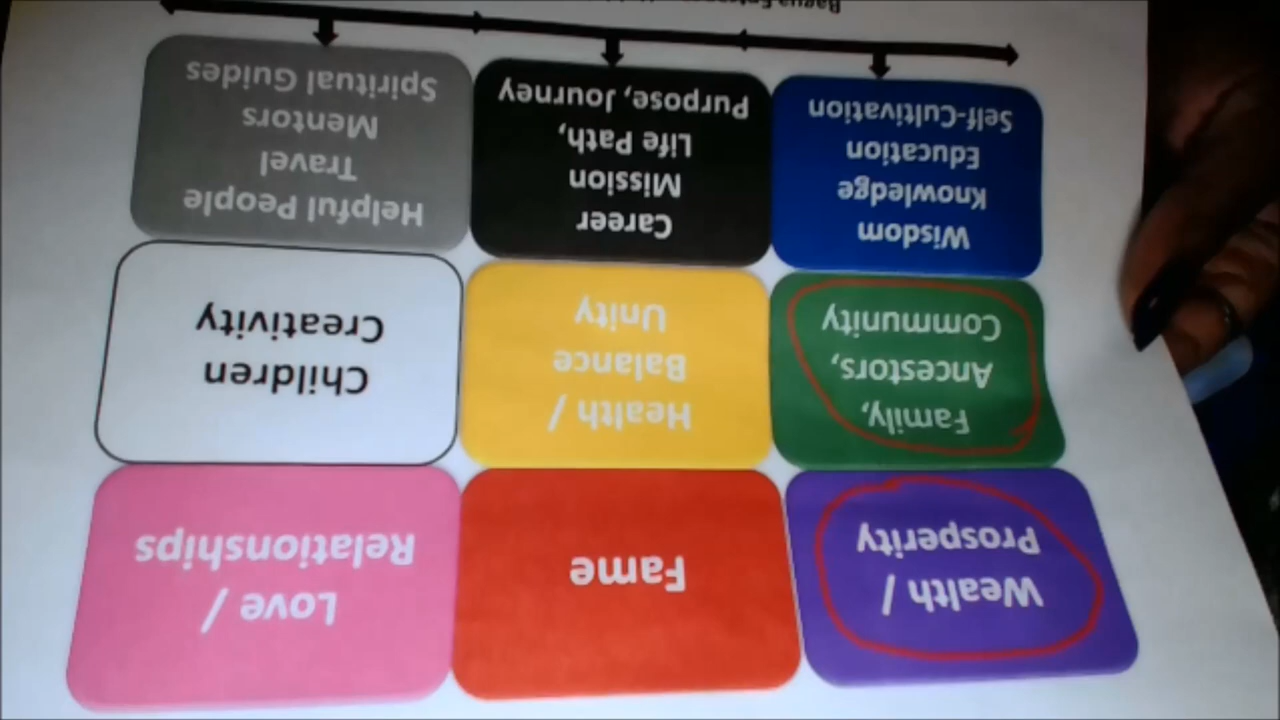 Wealth /
Prosperity
Fame
Love /
Relationships
Family,
Ancestors,
Community
Health /
Balance
Unity
Children
Creativity
Wisdom
Knowledge
Education
Self-Cultivation
Career
Mission
Life Path,
Purpose, Journey
Helpful People
Travel
Mentors
Spiritual Guides
Bagua